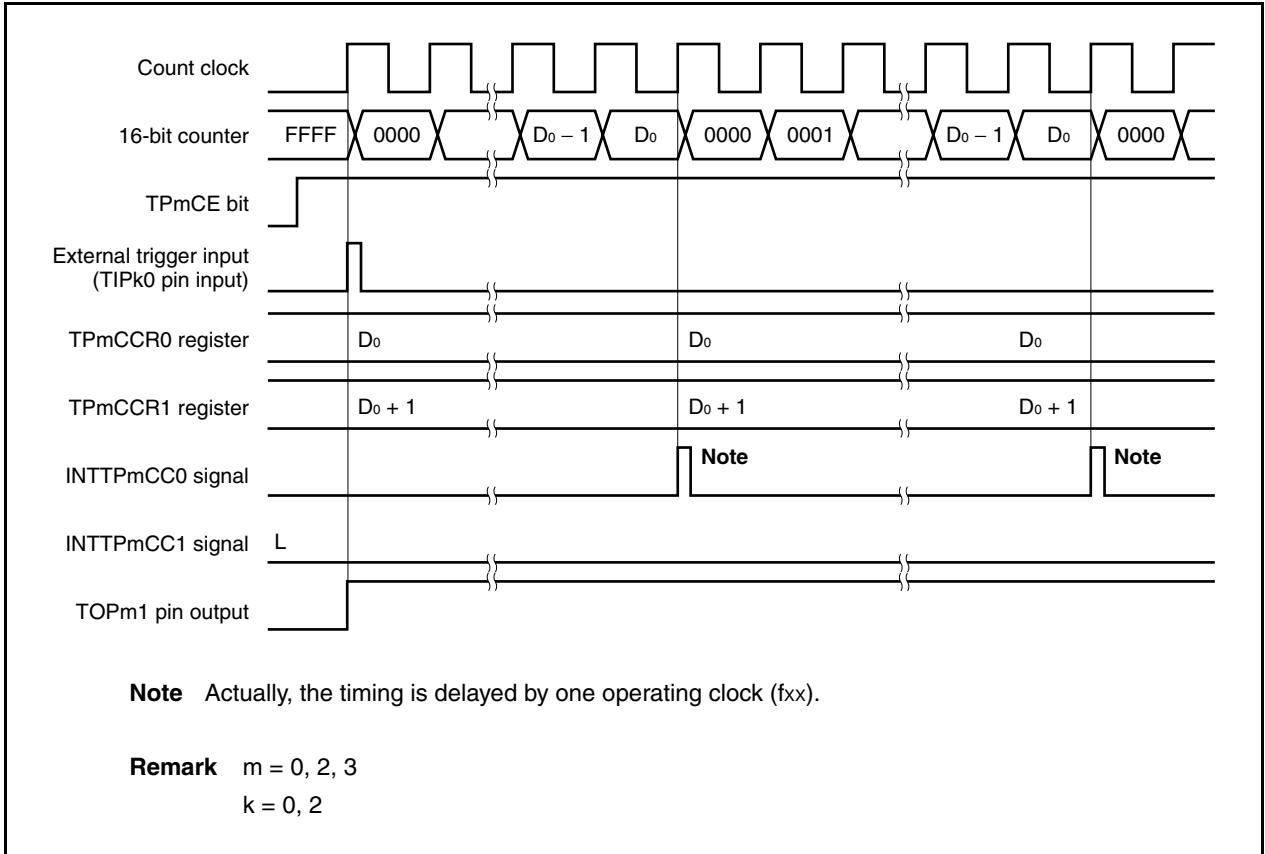 Count clock
16-bit counter FFFF 0000 D₀ − 1 D₀ 0000 0001 D₀ − 1 D₀ 0000
TPmCE bit
External trigger input
(TIPk0 pin input)
TPmCCR0 register D₀ D₀ D₀
TPmCCR1 register D₀ + 1 D₀ + 1 D₀ + 1
INTTPmCC0 signal Note Note
INTTPmCC1 signal L
TOPm1 pin output
Note Actually, the timing is delayed by one operating clock (fxx).
Remark m = 0, 2, 3
k = 0, 2